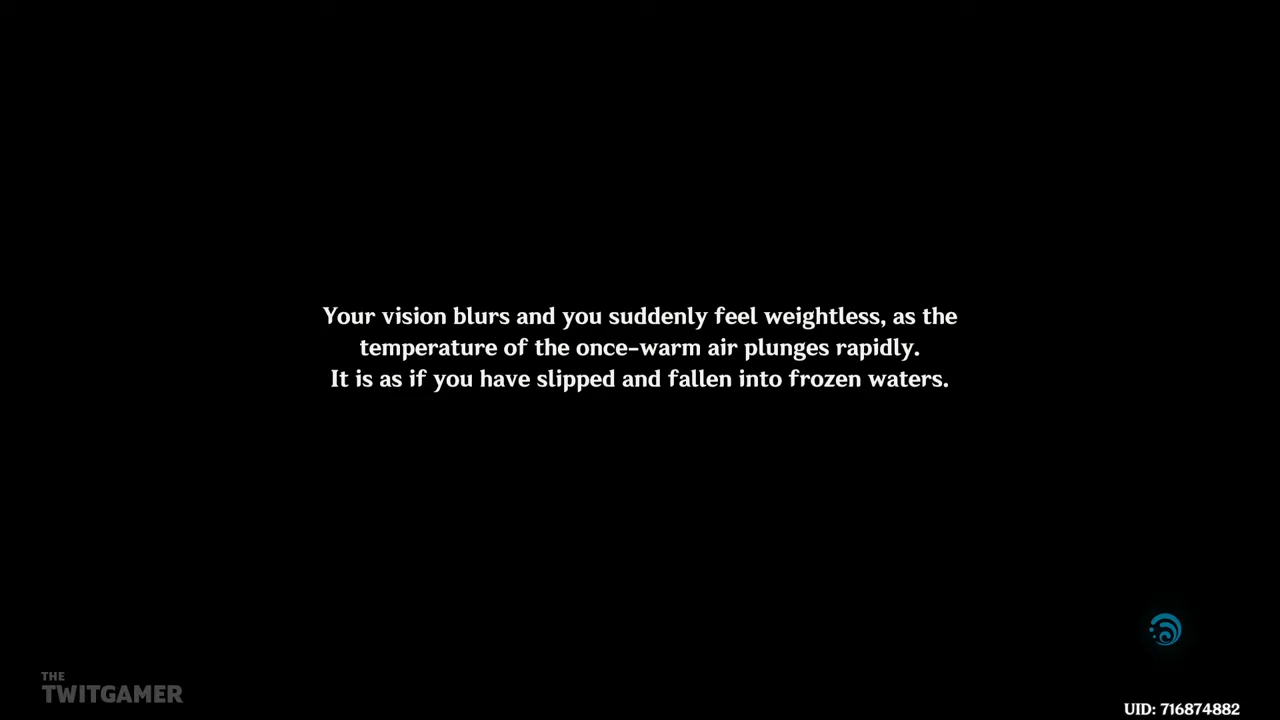 Your vision blurs and you suddenly feel weightless, as the
temperature of the once-warm air plunges rapidly.
It is as if you have slipped and fallen into frozen waters.
THE
TWITGAMER
UID: 716874882